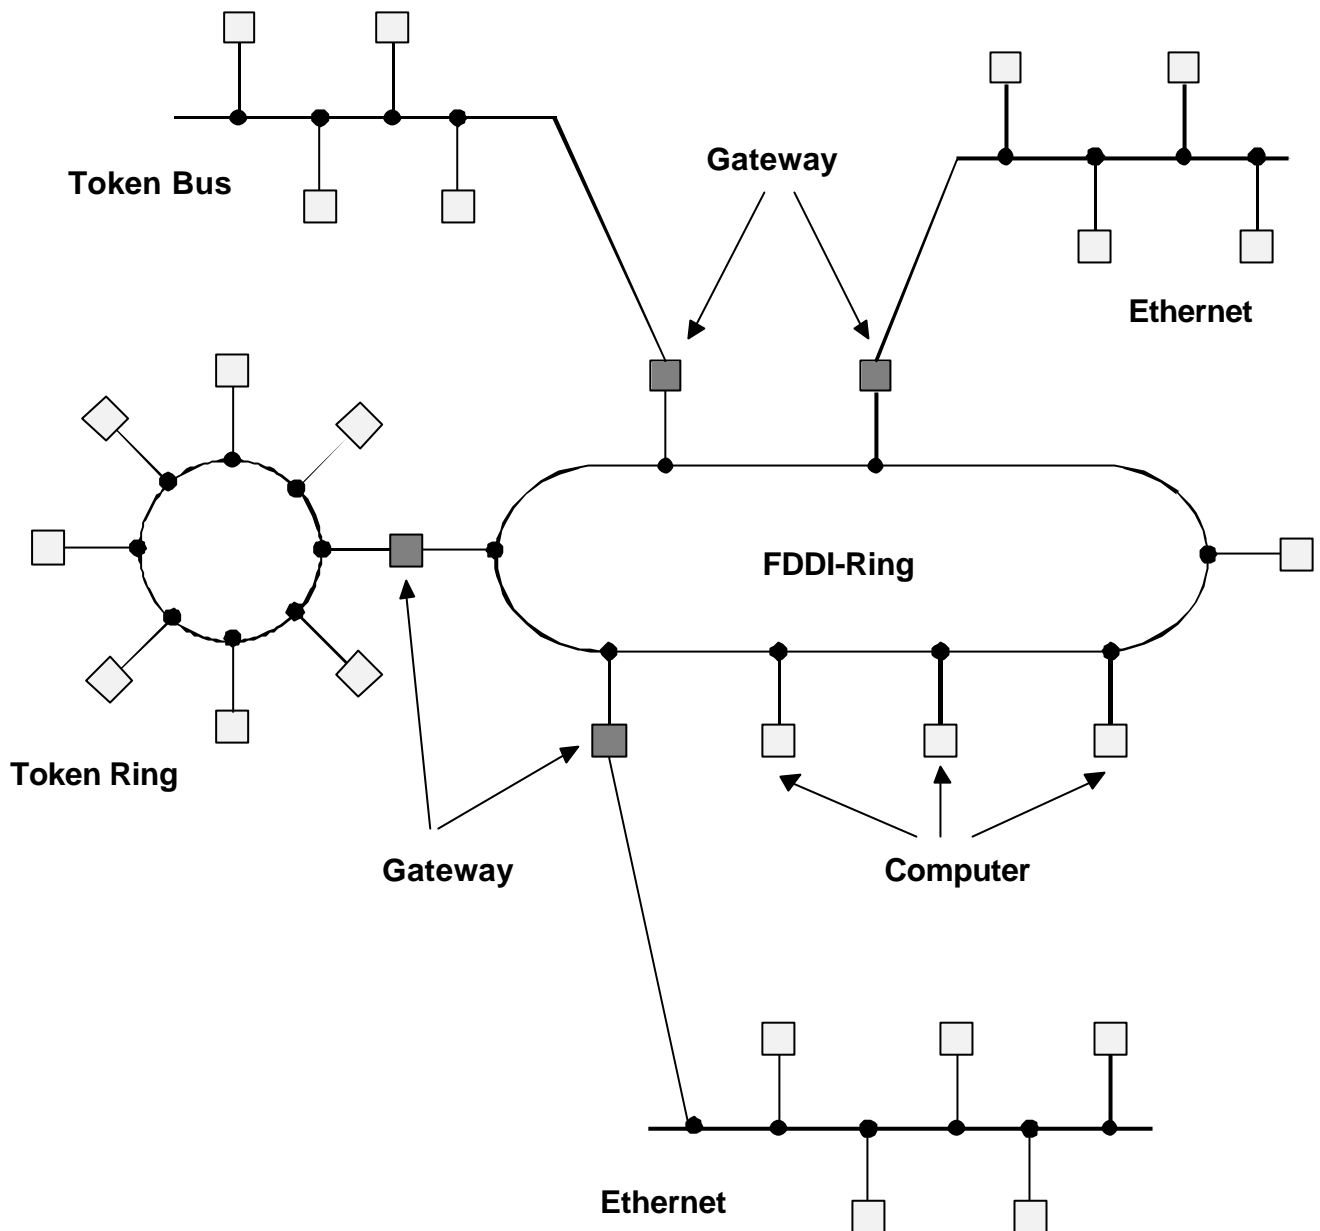 Gateway
Token Bus
Ethernet
FDDI-Ring
Token Ring
Gateway
Computer
Ethernet